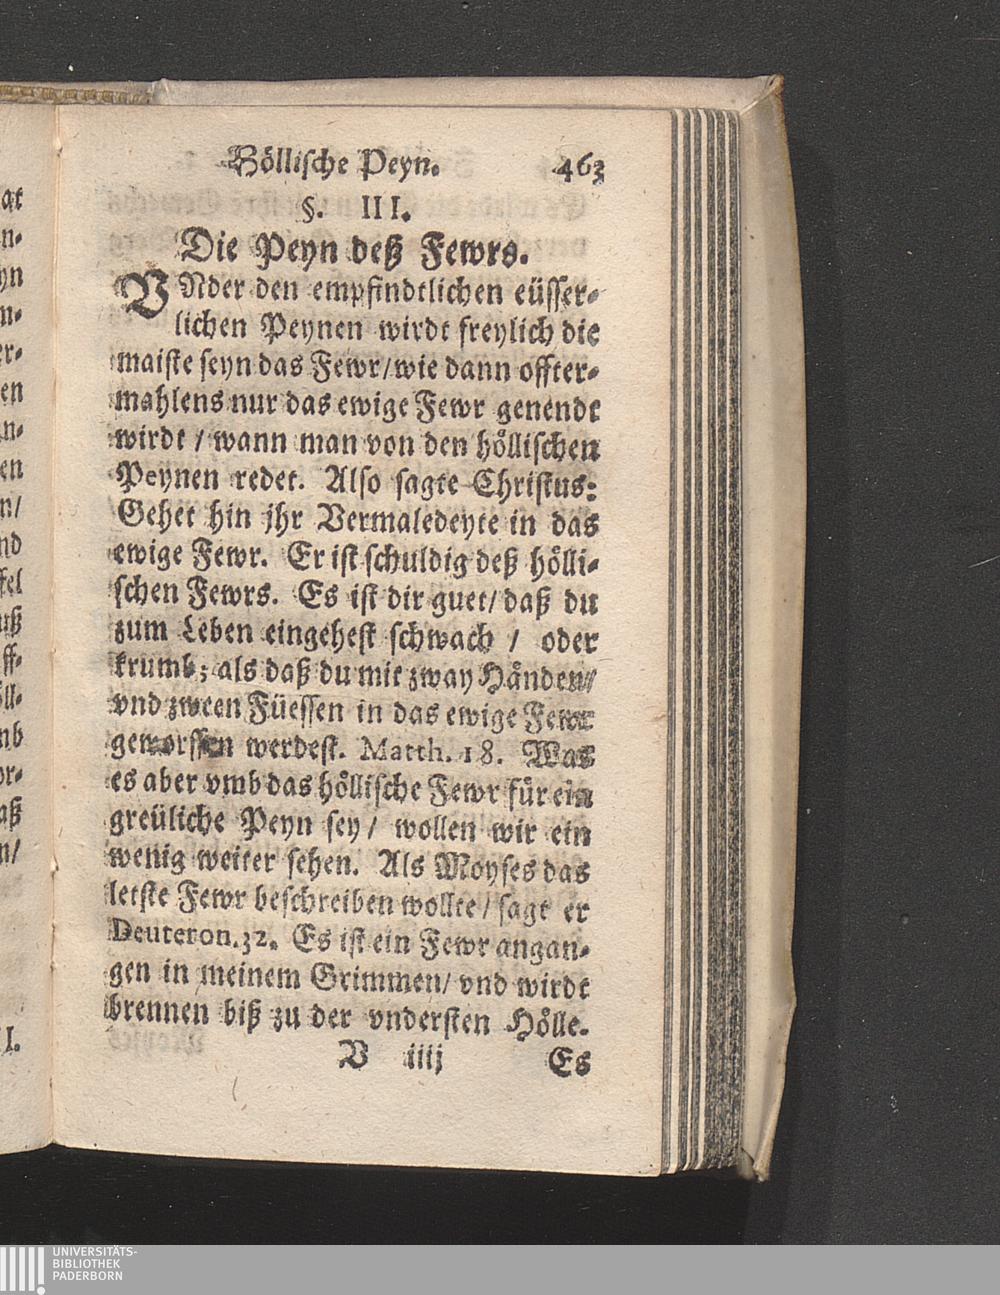 Höllische Peyn. 463
§. III.
Die Peyn deß Fewrs.
VNder den empfindtlichen eüsser-
lichen Peynen wirdt freylich die
maiste seyn das Fewr/wie dann offter-
mahlens nur das ewige Fewr genendt
wirdt / wann man von den höllischen
Peynen redet. Also sagte Christus:
Gehet hin jhr Vermaledeyte in das
ewige Fewr. Er ist schuldig deß hölli-
schen Fewrs. Es ist dir guet/ daß du
zum Leben eingehest schwach / oder
krumb; als daß du mit zway Händen/
vnd zween Füessen in das ewige Fewr
geworffen werdest. Matth. 18. Was
es aber vmb das höllische Fewr für ein
greüliche Peyn sey/ wollen wir ein
wenig weiter sehen. Als Moyses das
letste Fewr beschreiben wollte/ sagt er
Deuteron. 32. Es ist ein Fewr angan-
gen in meinem Grimmen/ vnd wirdt
brennen biß zu der vndersten Hölle.
V iiij Es
UNIVERSITÄTS-
BIBLIOTHEK
PADERBORN